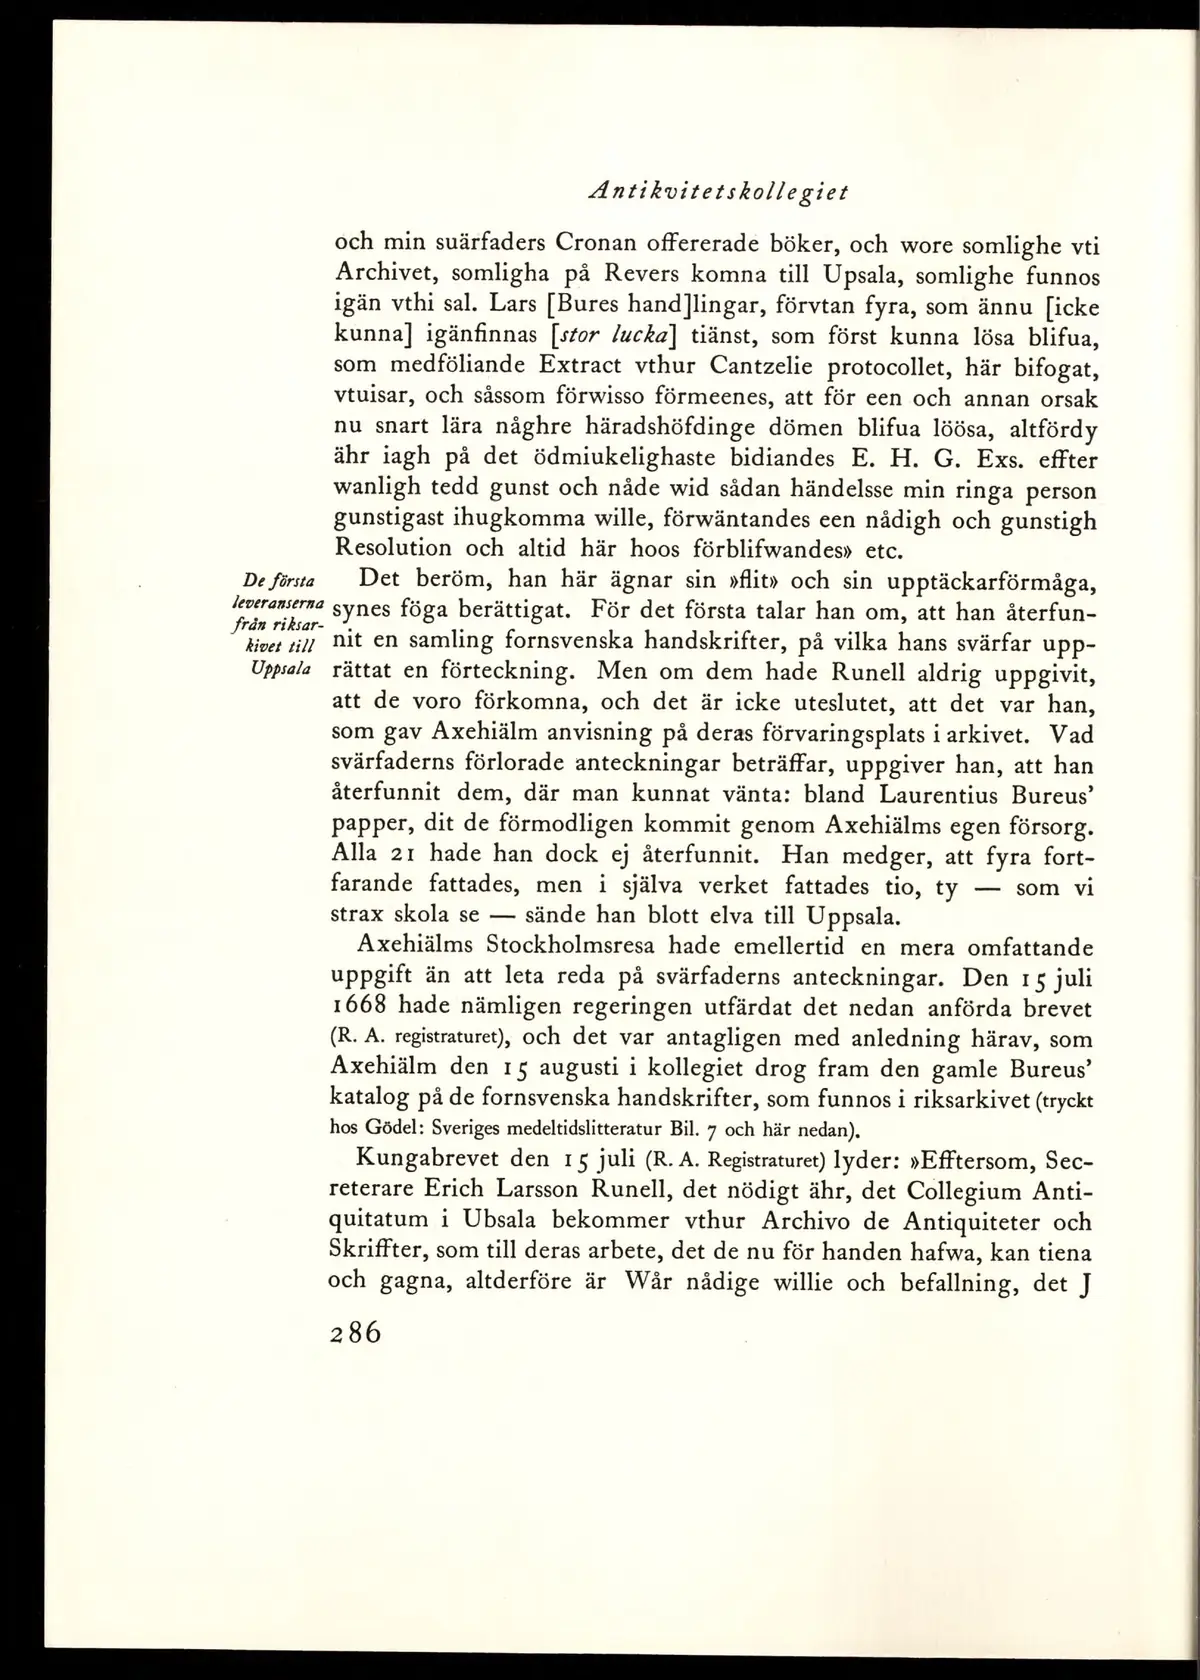 Antikvitetskollegiet
och min suärfaders Cronan offererade böker, och wore somlighe vti
Archivet, somligha på Revers komna till Upsala, somlighe funnos
igän vthi sal. Lars [Bures hand]lingar, förvtan fyra, som ännu [icke
kunna] igänfinnas [stor lucka] tiänst, som först kunna lösa blifua,
som medföliande Extract vthur Cantzelie protocollet, här bifogat,
vtuisar, och såssom förwisso förmeenes, att för een och annan orsak
nu snart lära någhre häradshöfdinge dömen blifua löösa, altfördy
ähr iagh på det ödmiukelighaste bidiandes E. H. G. Exs. effter
wanligh tedd gunst och nåde wid sådan händelsse min ringa person
gunstigast ihugkomma wille, förwäntandes een nådigh och gunstigh
Resolution och altid här hoos förblifwandes» etc.
De första
leveranserna
från riksar-
kivet till
Uppsala
Det beröm, han här ägnar sin »flit» och sin upptäckarförmåga,
synes föga berättigat. För det första talar han om, att han återfun-
nit en samling fornsvenska handskrifter, på vilka hans svärfar upp-
rättat en förteckning. Men om dem hade Runell aldrig uppgivit,
att de voro förkomna, och det är icke uteslutet, att det var han,
som gav Axehiälm anvisning på deras förvaringsplats i arkivet. Vad
svärfaderns förlorade anteckningar beträffar, uppgiver han, att han
återfunnit dem, där man kunnat vänta: bland Laurentius Bureus'
papper, dit de förmodligen kommit genom Axehiälms egen försorg.
Alla 21 hade han dock ej återfunnit. Han medger, att fyra fort-
farande fattades, men i själva verket fattades tio, ty — som vi
strax skola se — sände han blott elva till Uppsala.
Axehiälms Stockholmsresa hade emellertid en mera omfattande
uppgift än att leta reda på svärfaderns anteckningar. Den 15 juli
1668 hade nämligen regeringen utfärdat det nedan anförda brevet
(R. A. registraturet), och det var antagligen med anledning härav, som
Axehiälm den 15 augusti i kollegiet drog fram den gamle Bureus'
katalog på de fornsvenska handskrifter, som funnos i riksarkivet (tryckt
hos Gödel: Sveriges medeltidslitteratur Bil. 7 och här nedan).
Kungabrevet den 15 juli (R. A. Registraturet) lyder: »Efftersom, Sec-
reterare Erich Larsson Runell, det nödigt ähr, det Collegium Anti-
quitatum i Ubsala bekommer vthur Archivo de Antiquiteter och
Skriffter, som till deras arbete, det de nu för handen hafwa, kan tiena
och gagna, altderföre är Wår nådige willie och befallning, det J
286